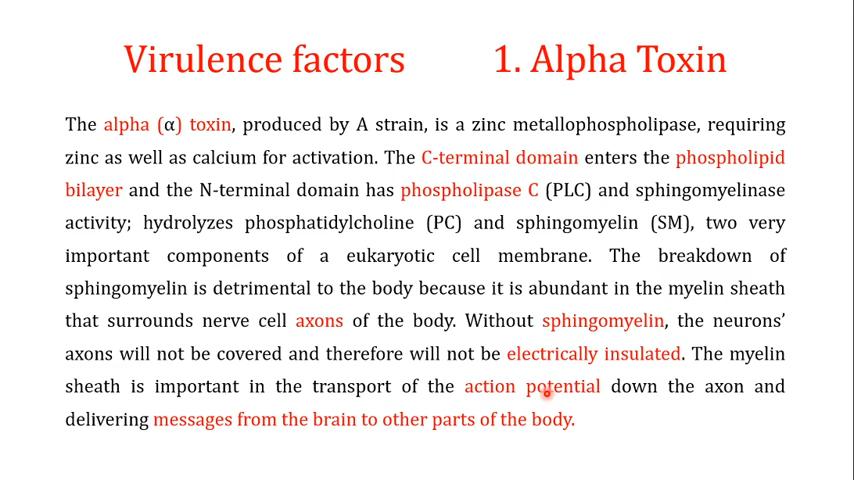 Virulence factors 1. Alpha Toxin
The alpha (α) toxin, produced by A strain, is a zinc metallophospholipase, requiring
zinc as well as calcium for activation. The C-terminal domain enters the phospholipid
bilayer and the N-terminal domain has phospholipase C (PLC) and sphingomyelinase
activity; hydrolyzes phosphatidylcholine (PC) and sphingomyelin (SM), two very
important components of a eukaryotic cell membrane. The breakdown of
sphingomyelin is detrimental to the body because it is abundant in the myelin sheath
that surrounds nerve cell axons of the body. Without sphingomyelin, the neurons’
axons will not be covered and therefore will not be electrically insulated. The myelin
sheath is important in the transport of the action potential down the axon and
delivering messages from the brain to other parts of the body.